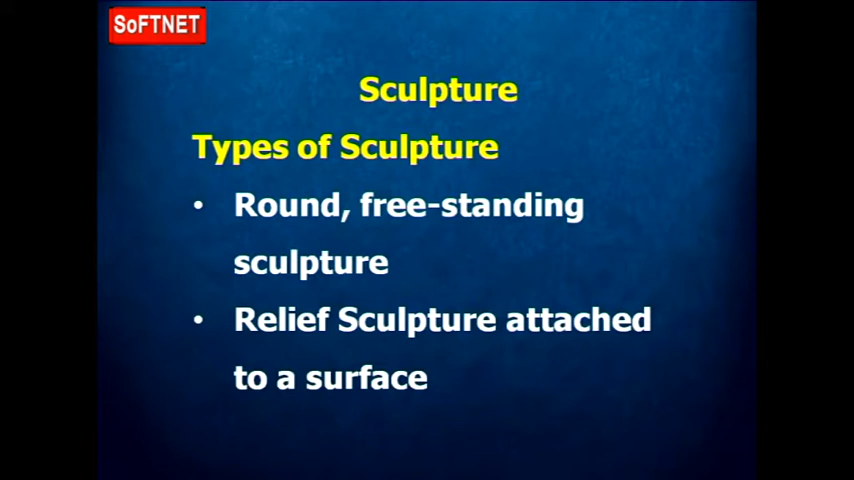 SoFTNET
Sculpture
Types of Sculpture
• Round, free-standing
sculpture
• Relief Sculpture attached
to a surface